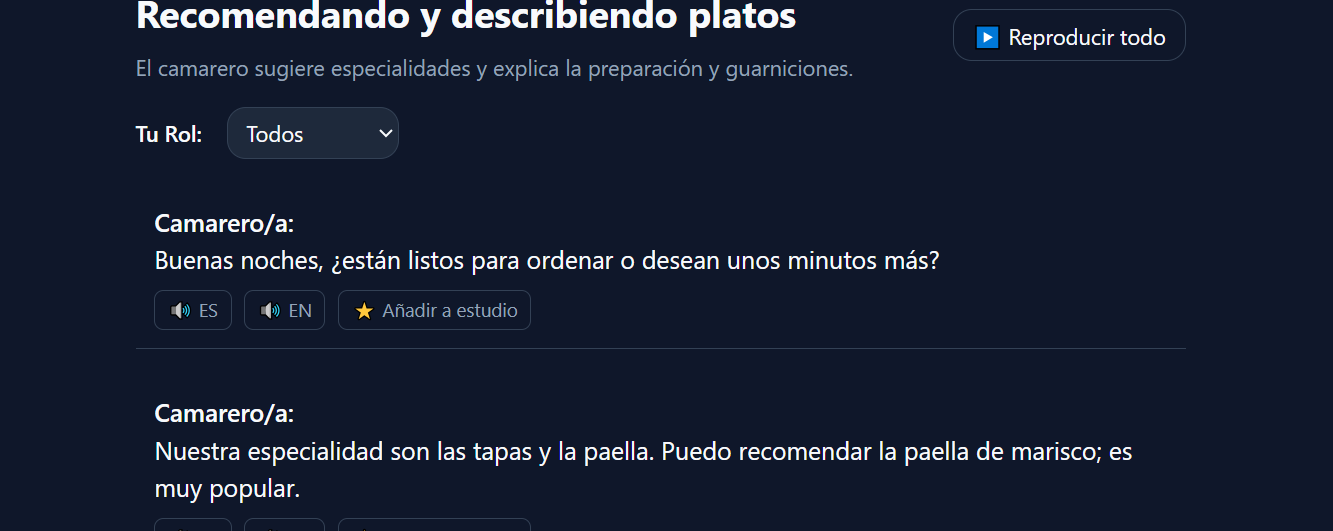 Recomendando y describiendo platos
Reproducir todo
El camarero sugiere especialidades y explica la preparación y guarniciones.
Tu Rol:
Todos
Camarero/a:
Buenas noches, ¿están listos para ordenar o desean unos minutos más?
ES
EN
Añadir a estudio
Camarero/a:
Nuestra especialidad son las tapas y la paella. Puedo recomendar la paella de marisco; es
muy popular.